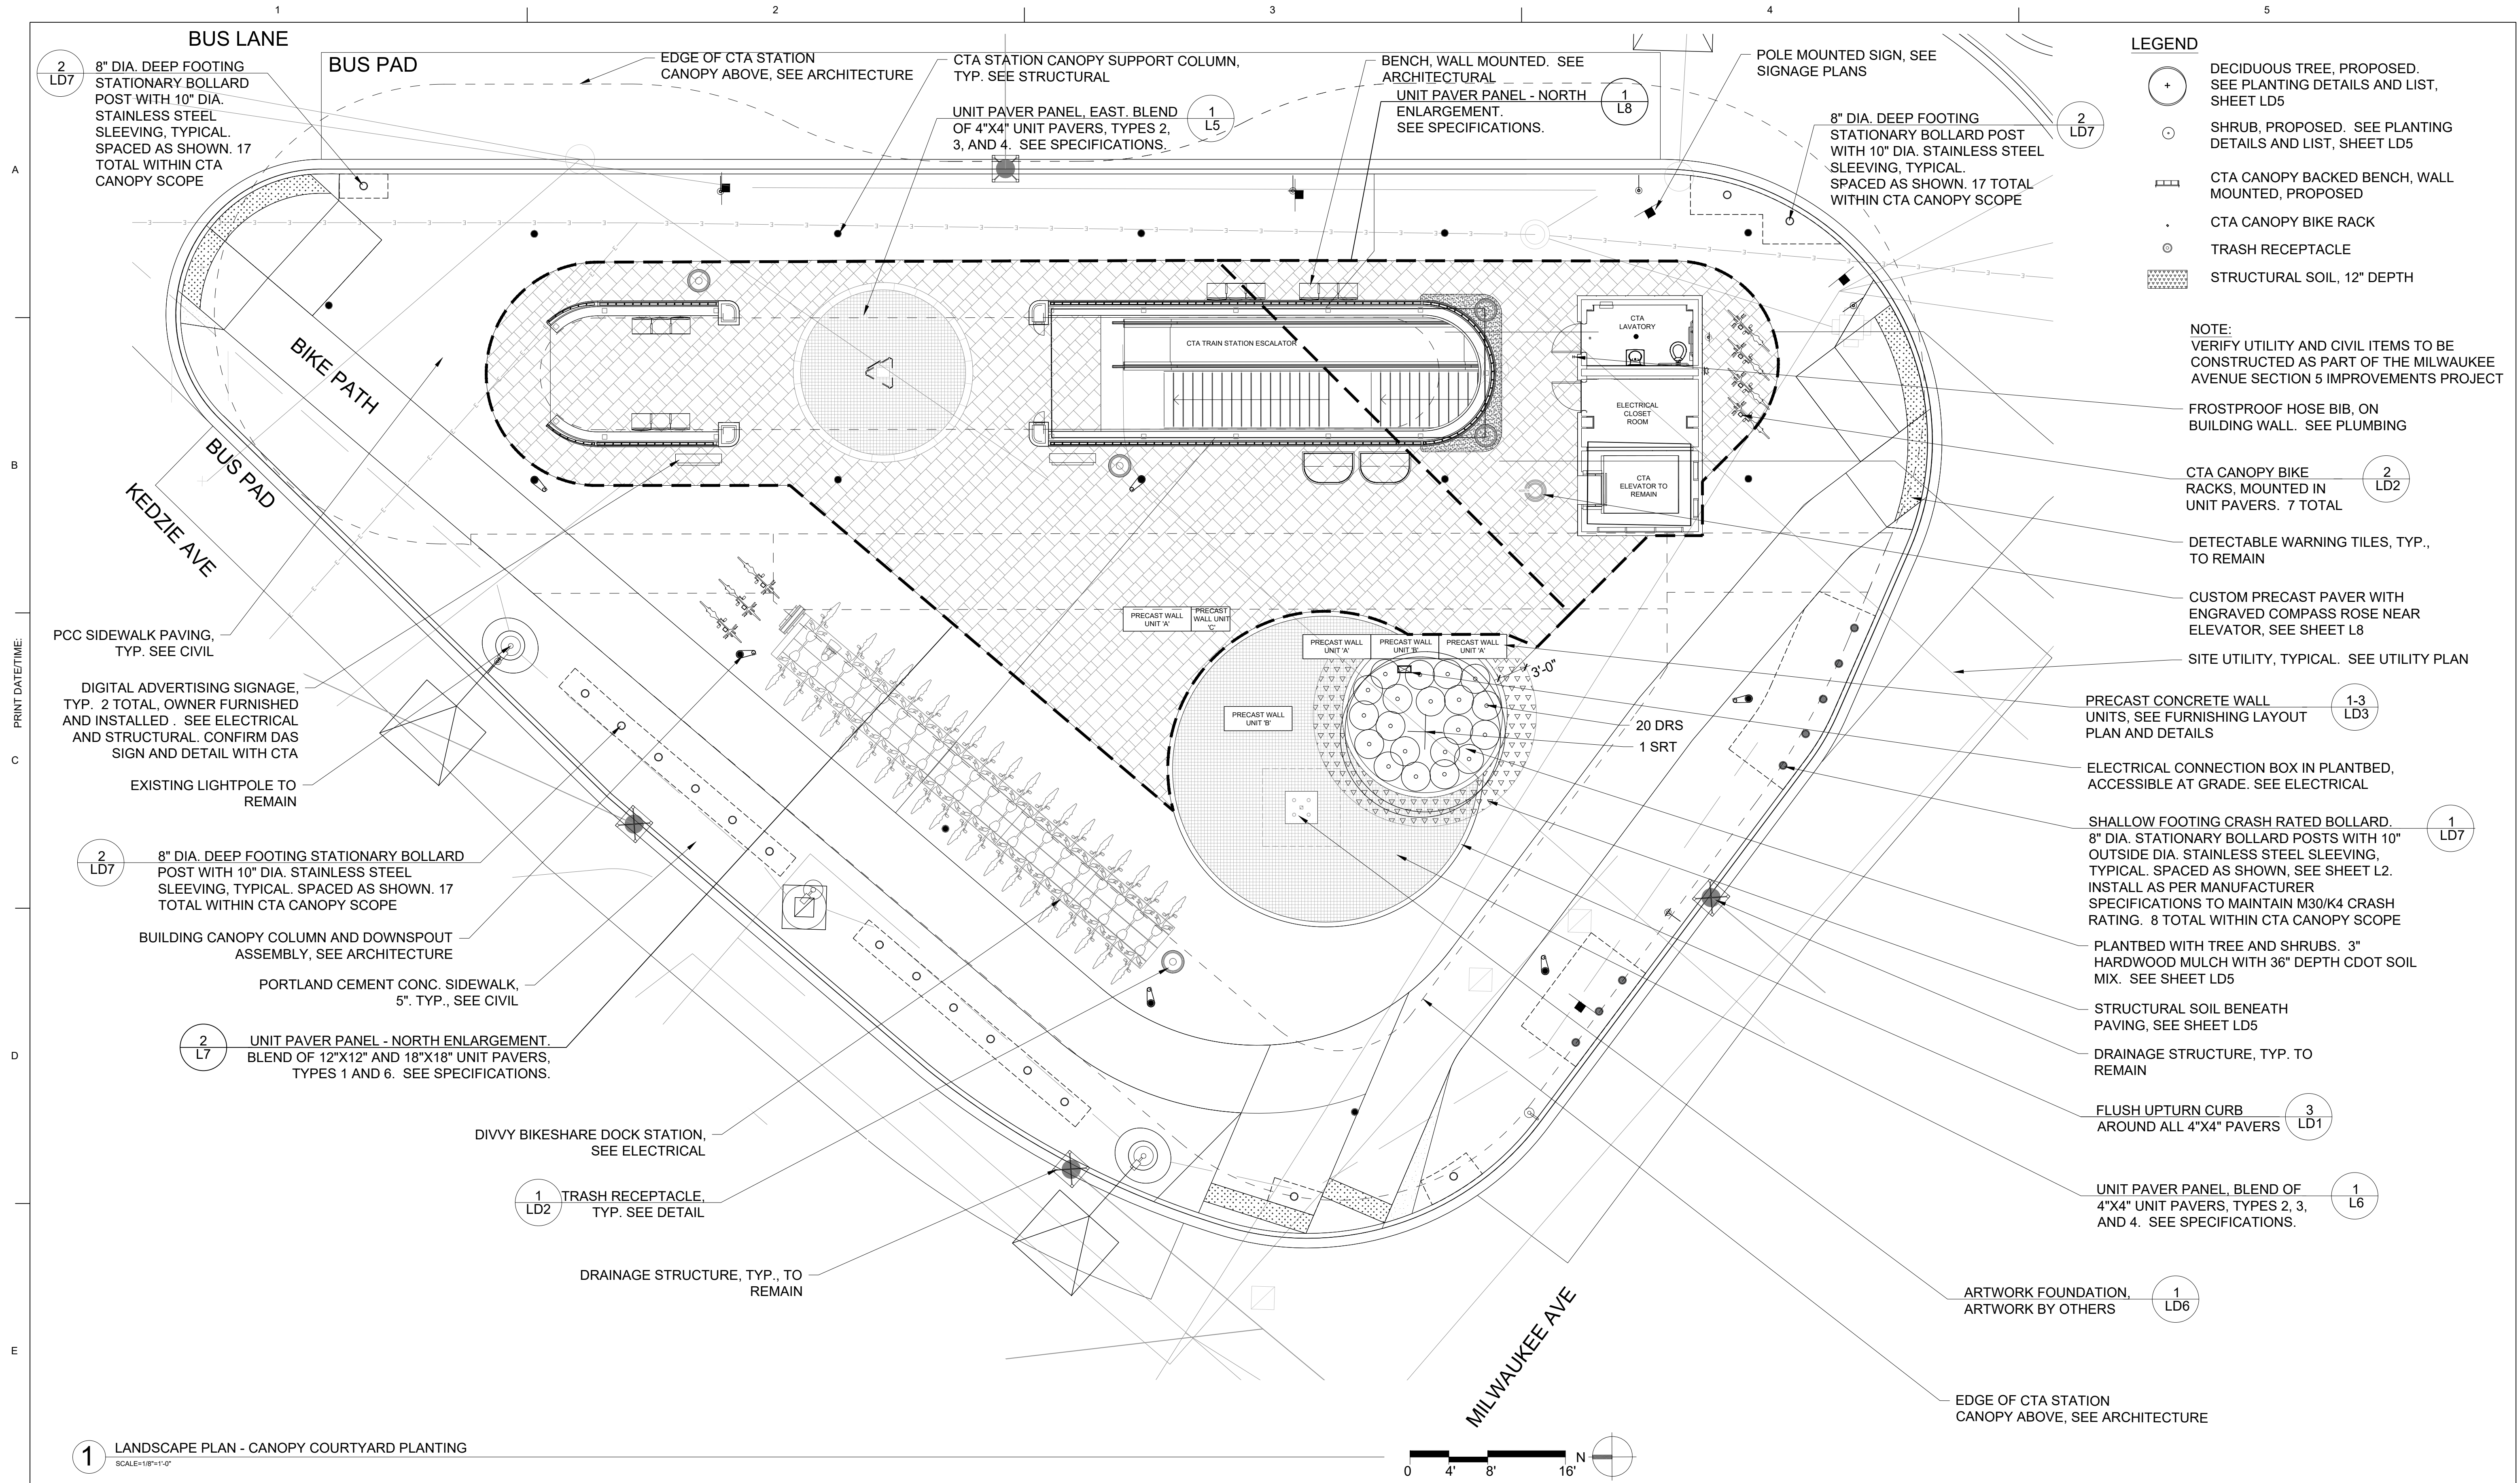 1
2
3
4
5
A
B
C
D
E
PRINT DATE/TIME:
BUS LANE
BUS PAD
2
LD7
8" DIA. DEEP FOOTING
STATIONARY BOLLARD
POST WITH 10" DIA.
STAINLESS STEEL
SLEEVING, TYPICAL.
SPACED AS SHOWN. 17
TOTAL WITHIN CTA
CANOPY SCOPE
EDGE OF CTA STATION
CANOPY ABOVE, SEE ARCHITECTURE
CTA STATION CANOPY SUPPORT COLUMN,
TYP. SEE STRUCTURAL
UNIT PAVER PANEL, EAST. BLEND
OF 4"X4" UNIT PAVERS, TYPES 2,
3, AND 4. SEE SPECIFICATIONS.
1
L5
BENCH, WALL MOUNTED. SEE
ARCHITECTURAL
UNIT PAVER PANEL - NORTH
ENLARGEMENT.
SEE SPECIFICATIONS.
1
L8
POLE MOUNTED SIGN, SEE
SIGNAGE PLANS
8" DIA. DEEP FOOTING
STATIONARY BOLLARD POST
WITH 10" DIA. STAINLESS STEEL
SLEEVING, TYPICAL.
SPACED AS SHOWN. 17 TOTAL
WITHIN CTA CANOPY SCOPE
2
LD7
LEGEND
DECIDUOUS TREE, PROPOSED.
SEE PLANTING DETAILS AND LIST,
SHEET LD5
SHRUB, PROPOSED. SEE PLANTING
DETAILS AND LIST, SHEET LD5
CTA CANOPY BACKED BENCH, WALL
MOUNTED, PROPOSED
CTA CANOPY BIKE RACK
TRASH RECEPTACLE
STRUCTURAL SOIL, 12" DEPTH
NOTE:
VERIFY UTILITY AND CIVIL ITEMS TO BE
CONSTRUCTED AS PART OF THE MILWAUKEE
AVENUE SECTION 5 IMPROVEMENTS PROJECT
FROSTPROOF HOSE BIB, ON
BUILDING WALL. SEE PLUMBING
CTA CANOPY BIKE
RACKS, MOUNTED IN
UNIT PAVERS. 7 TOTAL
2
LD2
DETECTABLE WARNING TILES, TYP.,
TO REMAIN
CUSTOM PRECAST PAVER WITH
ENGRAVED COMPASS ROSE NEAR
ELEVATOR, SEE SHEET L8
SITE UTILITY, TYPICAL. SEE UTILITY PLAN
PRECAST CONCRETE WALL
UNITS, SEE FURNISHING LAYOUT
PLAN AND DETAILS
1-3
LD3
ELECTRICAL CONNECTION BOX IN PLANTBED,
ACCESSIBLE AT GRADE. SEE ELECTRICAL
SHALLOW FOOTING CRASH RATED BOLLARD.
8" DIA. STATIONARY BOLLARD POSTS WITH 10"
OUTSIDE DIA. STAINLESS STEEL SLEEVING,
TYPICAL. SPACED AS SHOWN, SEE SHEET L2.
INSTALL AS PER MANUFACTURER
SPECIFICATIONS TO MAINTAIN M30/K4 CRASH
RATING. 8 TOTAL WITHIN CTA CANOPY SCOPE
1
LD7
PLANTBED WITH TREE AND SHRUBS. 3"
HARDWOOD MULCH WITH 36" DEPTH CDOT SOIL
MIX. SEE SHEET LD5
STRUCTURAL SOIL BENEATH
PAVING, SEE SHEET LD5
DRAINAGE STRUCTURE, TYP. TO
REMAIN
FLUSH UPTURN CURB
AROUND ALL 4"X4" PAVERS
3
LD1
UNIT PAVER PANEL, BLEND OF
4"X4" UNIT PAVERS, TYPES 2, 3,
AND 4. SEE SPECIFICATIONS.
1
L6
ARTWORK FOUNDATION,
ARTWORK BY OTHERS
1
LD6
EDGE OF CTA STATION
CANOPY ABOVE, SEE ARCHITECTURE
BIKE PATH
BUS PAD
KEDZIE AVE
CTA TRAIN STATION ESCALATOR
CTA
LAVATORY
ELECTRICAL
CLOSET
ROOM
CTA
ELEVATOR TO
REMAIN
PRECAST WALL
UNIT 'A'
PRECAST
WALL UNIT
'C'
PRECAST WALL
UNIT 'A'
PRECAST WALL
UNIT 'B'
PRECAST WALL
UNIT 'A'
PRECAST WALL
UNIT 'B'
3'-0"
20 DRS
1 SRT
PCC SIDEWALK PAVING,
TYP. SEE CIVIL
DIGITAL ADVERTISING SIGNAGE,
TYP. 2 TOTAL, OWNER FURNISHED
AND INSTALLED . SEE ELECTRICAL
AND STRUCTURAL. CONFIRM DAS
SIGN AND DETAIL WITH CTA
EXISTING LIGHTPOLE TO
REMAIN
2
LD7
8" DIA. DEEP FOOTING STATIONARY BOLLARD
POST WITH 10" DIA. STAINLESS STEEL
SLEEVING, TYPICAL. SPACED AS SHOWN. 17
TOTAL WITHIN CTA CANOPY SCOPE
BUILDING CANOPY COLUMN AND DOWNSPOUT
ASSEMBLY, SEE ARCHITECTURE
PORTLAND CEMENT CONC. SIDEWALK,
5". TYP., SEE CIVIL
2
L7
UNIT PAVER PANEL - NORTH ENLARGEMENT.
BLEND OF 12"X12" AND 18"X18" UNIT PAVERS,
TYPES 1 AND 6. SEE SPECIFICATIONS.
DIVVY BIKESHARE DOCK STATION,
SEE ELECTRICAL
1
LD2
TRASH RECEPTACLE,
TYP. SEE DETAIL
DRAINAGE STRUCTURE, TYP., TO
REMAIN
MILWAUKEE AVE
1
LANDSCAPE PLAN - CANOPY COURTYARD PLANTING
SCALE=1/8"=1'-0"
0 4' 8' 16'
N